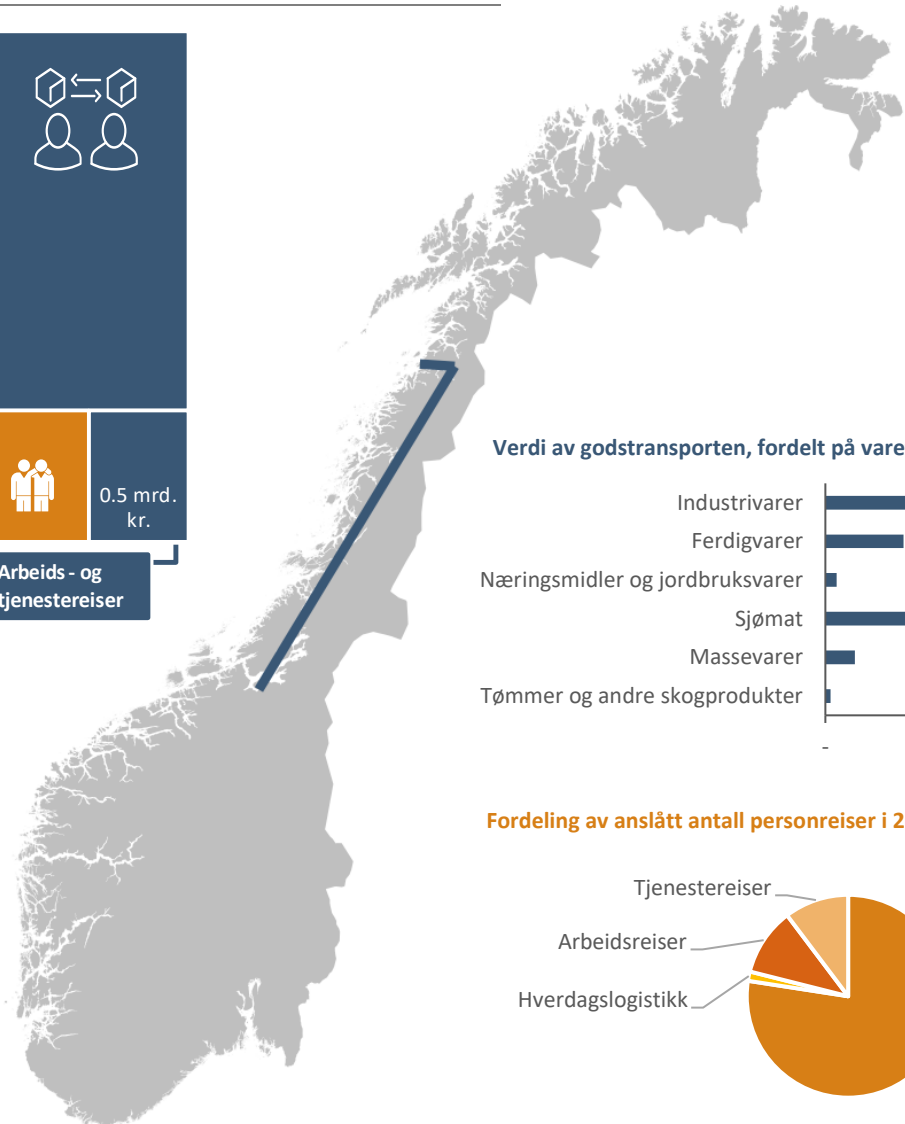 0.5 mrd.
kr.
Arbeids - og
tjenestereiser
Verdi av godstransporten, fordelt på vare
Industrivarer
Ferdigvarer
Næringsmidler og jordbruksvarer
Sjømat
Massevarer
Tømmer og andre skogprodukter
-
Fordeling av anslått antall personreiser i 2
Tjenestereiser
Arbeidsreiser
Hverdagslogistikk